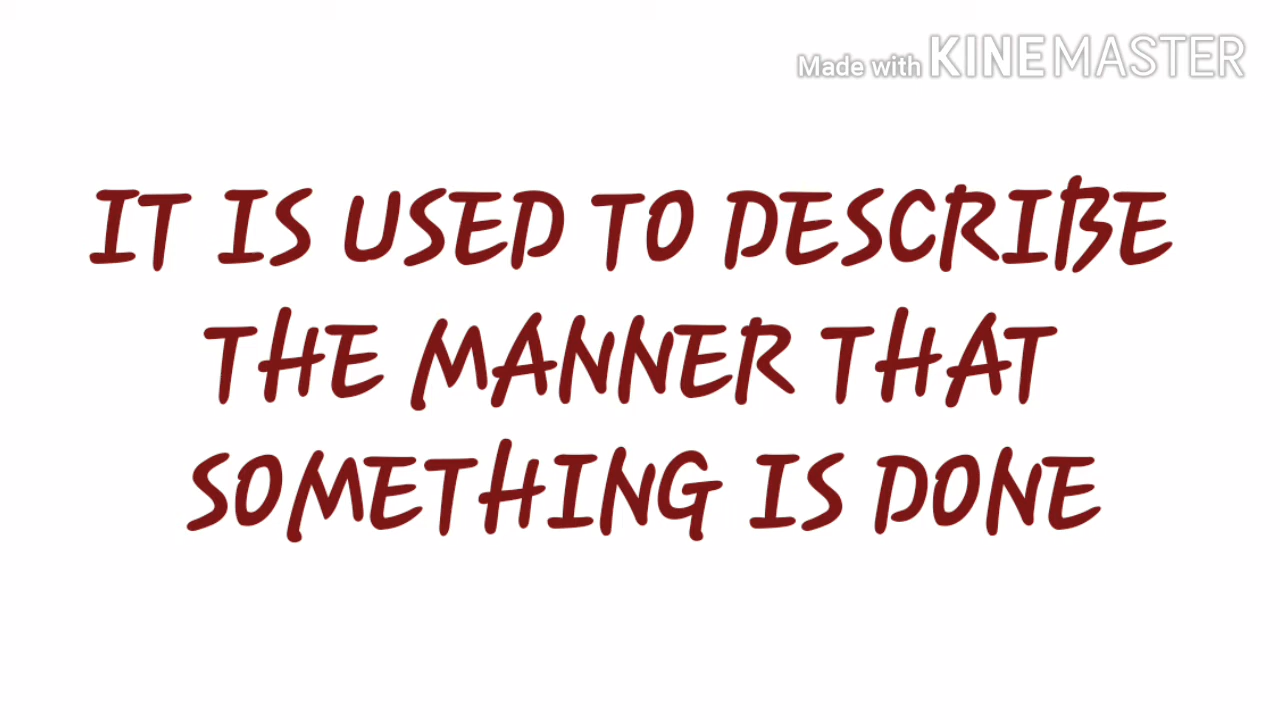 Made with KINEMASTER
IT IS USED TO DESCRIBE
THE MANNER THAT
SOMETHING IS DONE